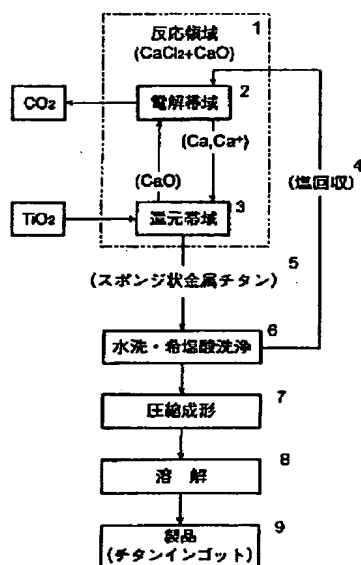 反応領域 1
(CaCl₂+CaO)
電解帯域 2
CO₂
(Ca,Ca⁺)
4
(塩回収)
(CaO)
TiO₂
還元帯域 3
(スポンジ状金属チタン) 5
水洗・希塩酸洗浄 6
圧縮成形 7
溶 解 8
製品 9
(チタンインゴット)